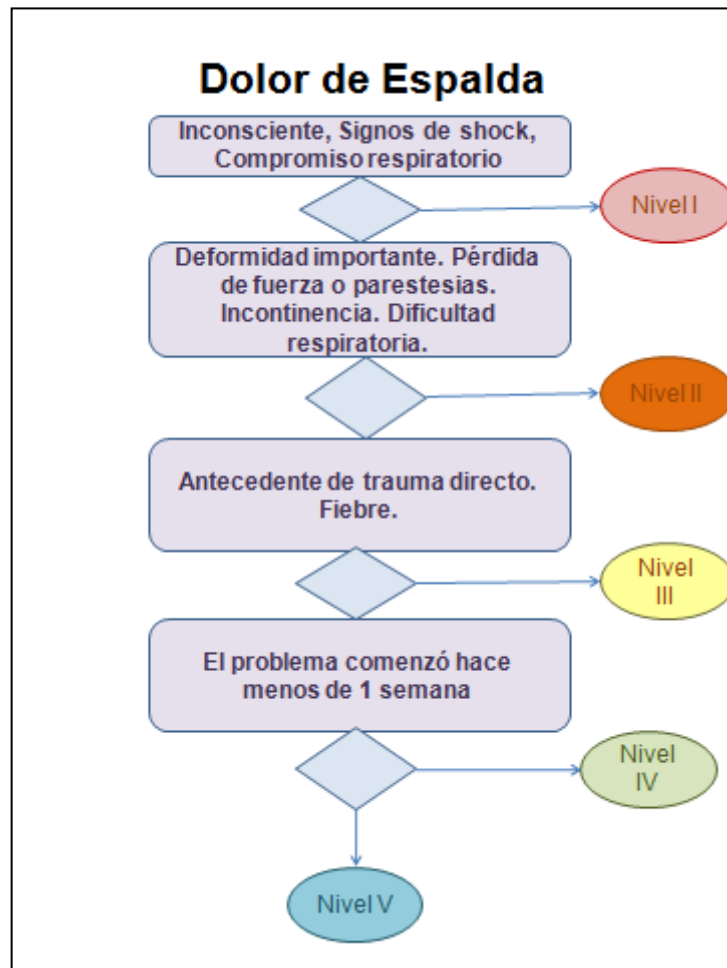 Dolor de Espalda
Inconsciente, Signos de shock,
Compromiso respiratorio
Nivel I
Deformidad importante. Pérdida
de fuerza o parestesias.
Incontinencia. Dificultad
respiratoria.
Nivel II
Antecedente de trauma directo.
Fiebre.
Nivel
III
El problema comenzó hace
menos de 1 semana
Nivel
IV
Nivel V